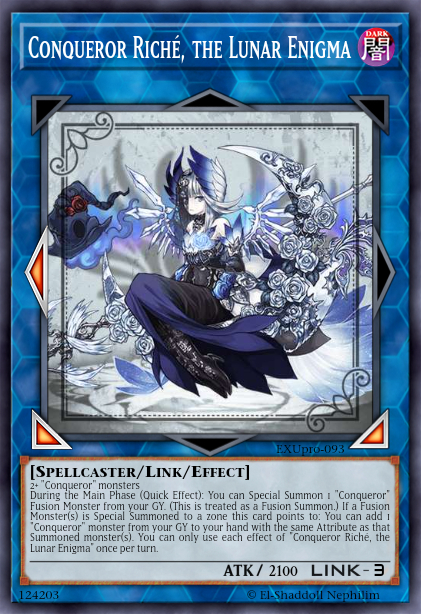 Conqueror Riché, the Lunar Enigma
DARK
闇
EXUpro-093
[Spellcaster/Link/Effect]
2+ "Conqueror" monsters
During the Main Phase (Quick Effect): You can Special Summon 1 "Conqueror"
Fusion Monster from your GY. (This is treated as a Fusion Summon.) If a Fusion
Monster(s) is Special Summoned to a zone this card points to: You can add 1
"Conqueror" monster from your GY to your hand with the same Attribute as that
Summoned monster(s). You can only use each effect of "Conqueror Riché, the
Lunar Enigma" once per turn.
ATK/ 2100 LINK-3
124203 © El-Shaddoll Nephilim